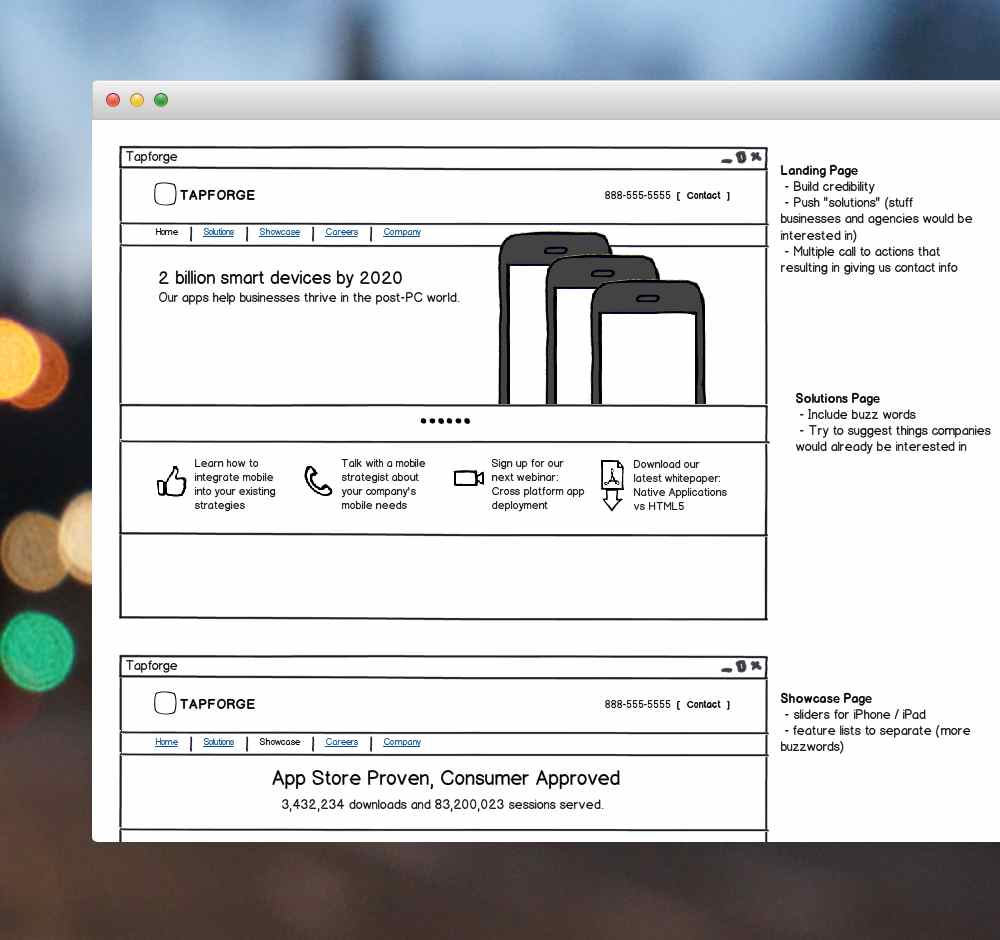 Tapforge
TAPFORGE
888-555-5555 [ Contact ]
Home | Solutions | Showcase | Careers | Company
2 billion smart devices by 2020
Our apps help businesses thrive in the post-PC world.
Learn how to
integrate mobile
into your existing
strategies
Talk with a mobile
strategist about
your company's
mobile needs
Sign up for our
next webinar:
Cross platform app
deployment
Download our
latest whitepaper:
Native Applications
vs HTML5
Landing Page
- Build credibility
- Push "solutions" (stuff
businesses and agencies would be
interested in)
- Multiple call to actions that
resulting in giving us contact info
Solutions Page
- Include buzz words
- Try to suggest things companies
would already be interested in
Tapforge
TAPFORGE
888-555-5555 [ Contact ]
Home | Solutions | Showcase | Careers | Company
App Store Proven, Consumer Approved
3,432,234 downloads and 83,200,023 sessions served.
Showcase Page
- sliders for iPhone / iPad
- feature lists to separate (more
buzzwords)